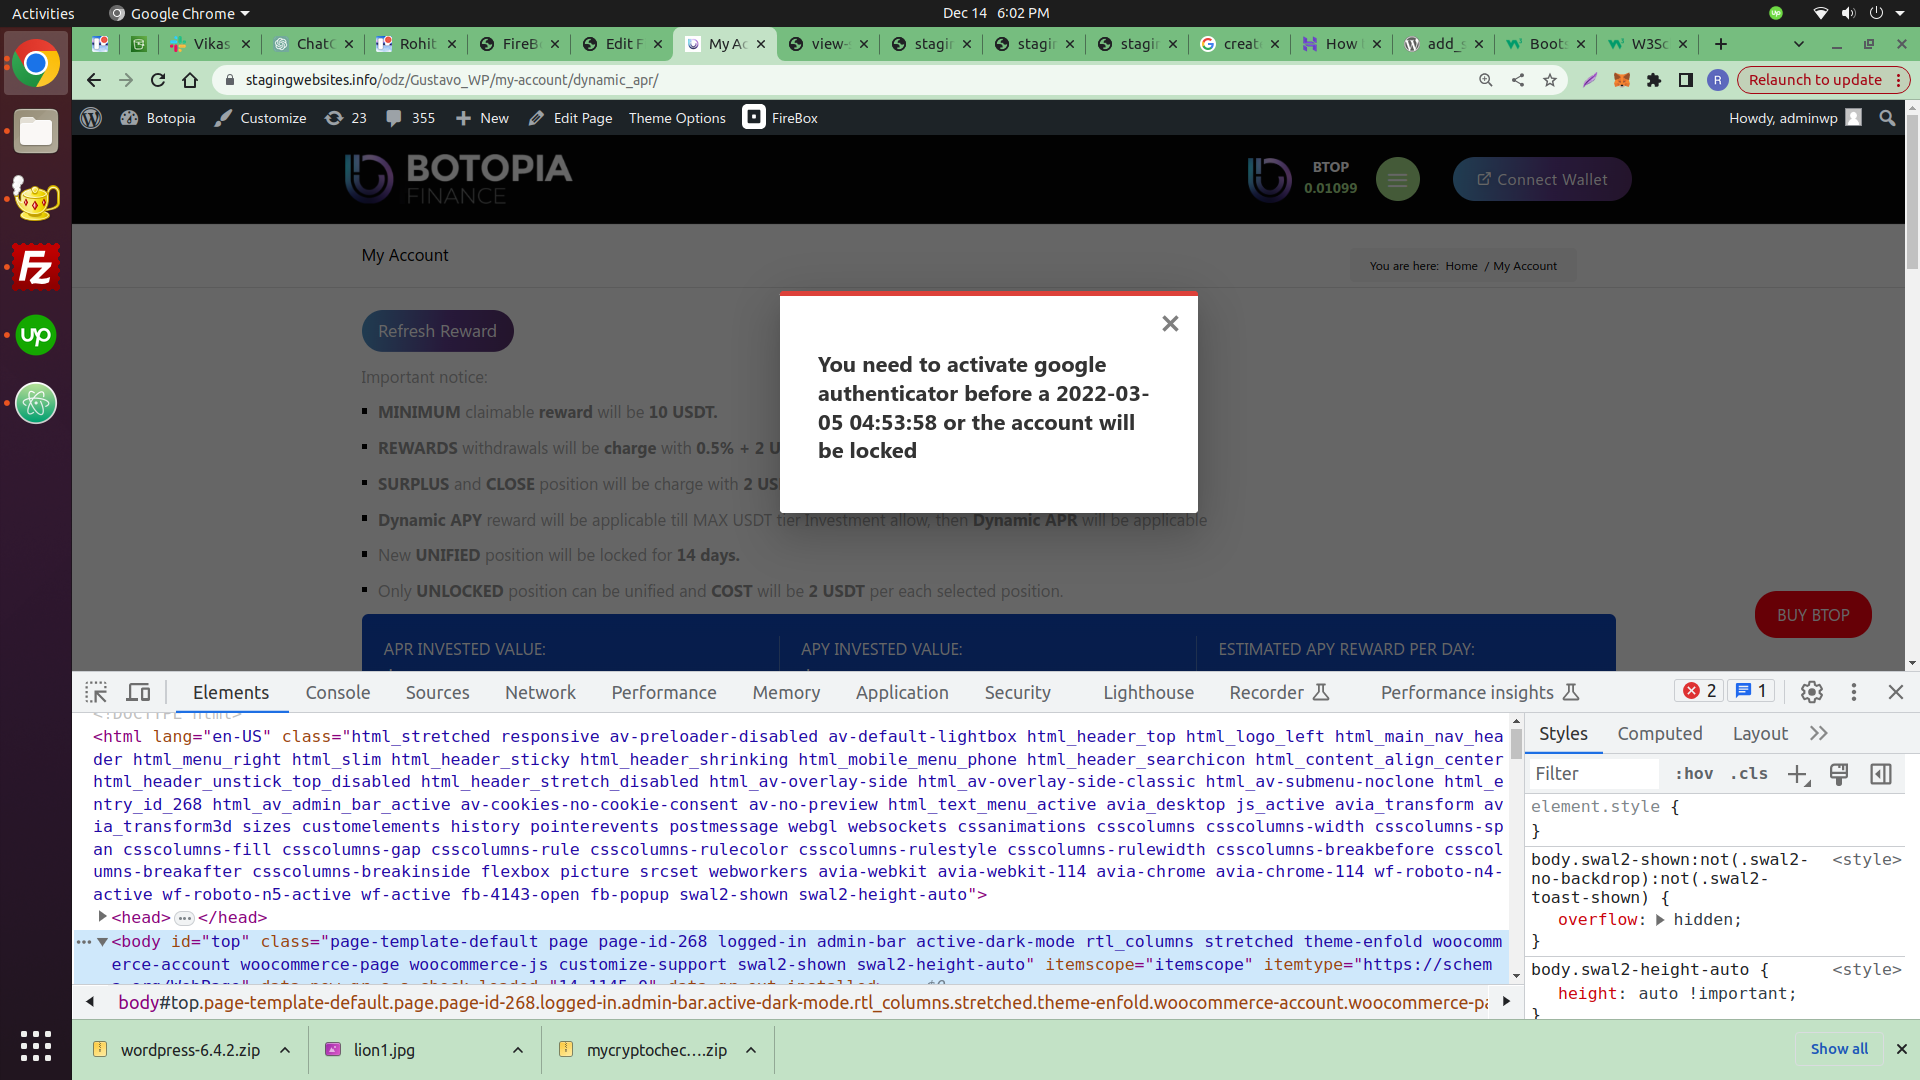 Activities
Google Chrome
Dec 14 6:02 PM
Vikas
ChatC
Rohit
FireB
Edit F
My Ac
view-
stagin
stagin
stagin
create
How
add_s
Boots
W3Sc
stagingwebsites.info/odz/Gustavo_WP/my-account/dynamic_apr/
R
Relaunch to update
Botopia
Customize
23
355
New
Edit Page
Theme Options
FireBox
Howdy, adminwp
BOTOPIA
FINANCE
BTOP
0.01099
Connect Wallet
My Account
You are here: Home / My Account
Refresh Reward
Important notice:
MINIMUM claimable reward will be 10 USDT.
REWARDS withdrawals will be charge with 0.5% + 2 U
SURPLUS and CLOSE position will be charge with 2 US
Dynamic APY reward will be applicable till MAX USDT tier Investment allow, then Dynamic APR will be applicable
New UNIFIED position will be locked for 14 days.
Only UNLOCKED position can be unified and COST will be 2 USDT per each selected position.
You need to activate google
authenticator before a 2022-03-
05 04:53:58 or the account will
be locked
BUY BTOP
APR INVESTED VALUE:
APY INVESTED VALUE:
ESTIMATED APY REWARD PER DAY:
Elements
Console
Sources
Network
Performance
Memory
Application
Security
Lighthouse
Recorder
Performance insights
2
1
<!DOCTYPE html>
<html lang="en-US" class="html_stretched responsive av-preloader-disabled av-default-lightbox html_header_top html_logo_left html_main_nav_hea
der html_menu_right html_slim html_header_sticky html_header_shrinking html_mobile_menu_phone html_header_searchicon html_content_align_center
html_header_unstick_top_disabled html_header_stretch_disabled html_av-overlay-side html_av-overlay-side-classic html_av-submenu-noclone html_e
ntry_id_268 html_av_admin_bar_active av-cookies-no-cookie-consent av-no-preview html_text_menu_active avia_desktop js_active avia_transform av
ia_transform3d sizes customelements history pointerevents postmessage webgl websockets cssanimations csscolumns csscolumns-width csscolumns-sp
an csscolumns-fill csscolumns-gap csscolumns-rule csscolumns-rulecolor csscolumns-rulestyle csscolumns-rulewidth csscolumns-breakbefore csscol
umns-breakafter csscolumns-breakinside flexbox picture srcset webworkers avia-webkit avia-webkit-114 avia-chrome avia-chrome-114 wf-roboto-n4-
active wf-roboto-n5-active wf-active fb-4143-open fb-popup swal2-shown swal2-height-auto">
<head>…</head>
<body id="top" class="page-template-default page page-id-268 logged-in admin-bar active-dark-mode rtl_columns stretched theme-enfold woocomm
erce-account woocommerce-page woocommerce-js customize-support swal2-shown swal2-height-auto" itemscope="itemscope" itemtype="https://schem
body#top.page-template-default.page.page-id-268.logged-in.admin-bar.active-dark-mode.rtl_columns.stretched.theme-enfold.woocommerce-account.woocommerce-pa
Styles
Computed
Layout
Filter
:hov
.cls
element.style {
}
body.swal2-shown:not(.swal2-
no-backdrop):not(.swal2-
toast-shown) {
<style>
overflow: hidden;
}
body.swal2-height-auto {
<style>
height: auto !important;
}
wordpress-6.4.2.zip
lion1.jpg
mycryptochec....zip
Show all